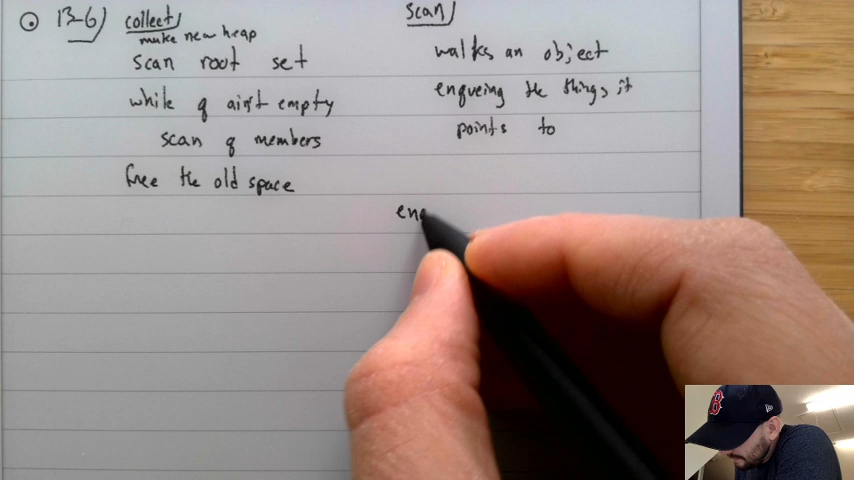 13-6) collect/
make new heap
scan root set
while q ain't empty
scan q members
free the old space
scan/
walks an object
enqueing the things it
points to
enq
B